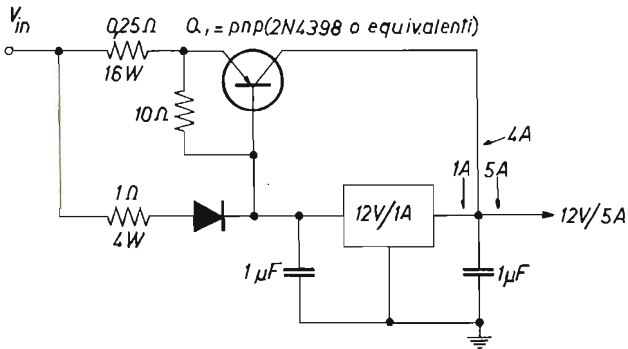 Vin
0,25Ω
16W
Q1 = pnp(2N4398 o equivalenti)
10Ω
4A
1A
5A
1Ω
4W
12V/1A
12V/5A
1µF
1µF